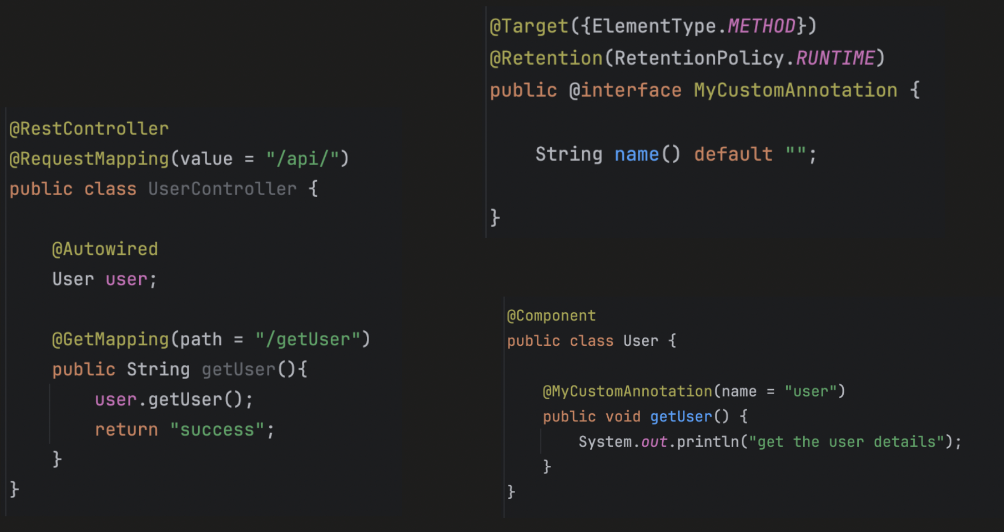 @RestController
@RequestMapping(value = "/api/")
public class UserController {
@Autowired
User user;
@GetMapping(path = "/getUser")
public String getUser(){
user.getUser();
return "success";
}
}
@Target({ElementType.METHOD})
@Retention(RetentionPolicy.RUNTIME)
public @interface MyCustomAnnotation {
String name() default "";
}
@Component
public class User {
@MyCustomAnnotation(name = "user")
public void getUser() {
System.out.println("get the user details");
}
}